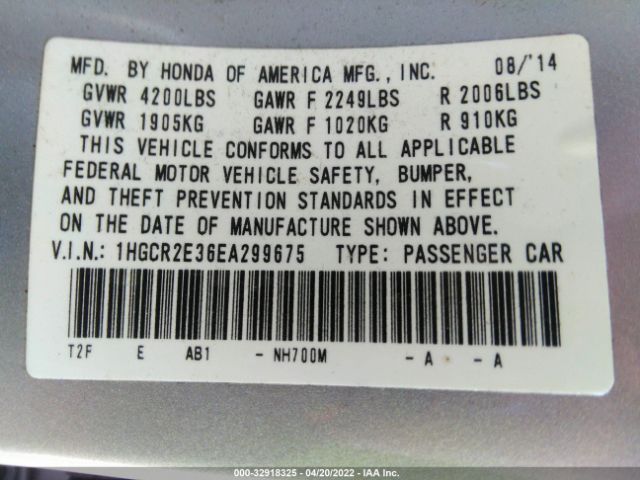 MFD. BY HONDA OF AMERICA MFG., INC. 08/'14
GVWR 4200LBS GAWR F 2249LBS R 2006LBS
GVWR 1905KG GAWR F 1020KG R 910KG
THIS VEHICLE CONFORMS TO ALL APPLICABLE
FEDERAL MOTOR VEHICLE SAFETY, BUMPER,
AND THEFT PREVENTION STANDARDS IN EFFECT
ON THE DATE OF MANUFACTURE SHOWN ABOVE.
V.I.N.: 1HGCR2E36EA299675 TYPE: PASSENGER CAR
T2F E AB1 - NH700M - A - A
000-32918325 - 04/20/2022 - IAA Inc.